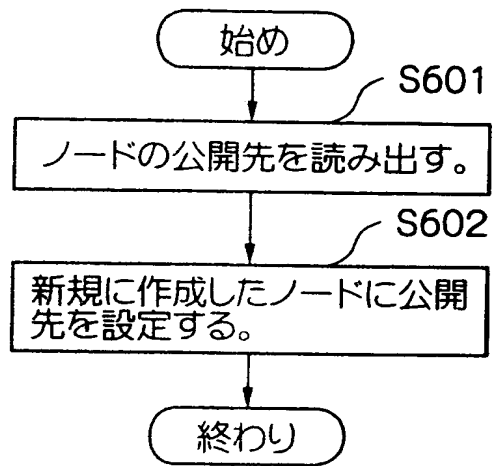 始め
S601
ノードの公開先を読み出す。
S602
新規に作成したノードに公開
先を設定する。
終わり